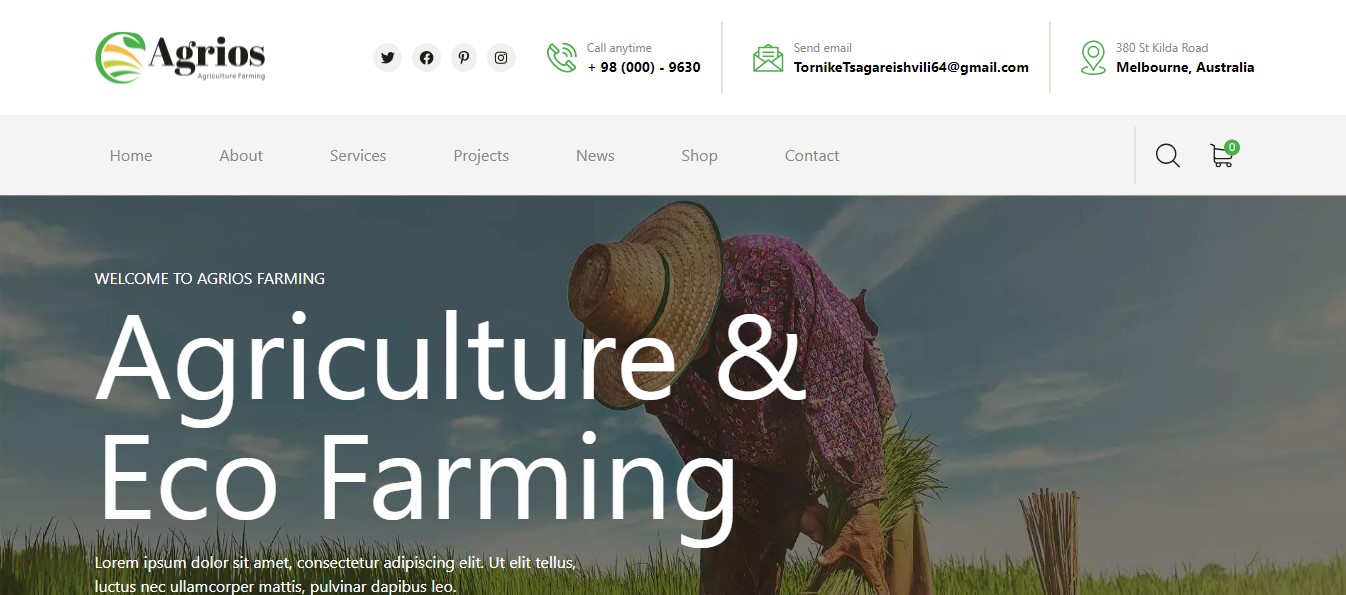 Agrios
Agriculture Farming
Call anytime
+ 98 (000) - 9630
Send email
TornikeTsagareishvili64@gmail.com
380 St Kilda Road
Melbourne, Australia
Home About Services Projects News Shop Contact
0
WELCOME TO AGRIOS FARMING
Agriculture &
Eco Farming
Lorem ipsum dolor sit amet, consectetur adipiscing elit. Ut elit tellus,
luctus nec ullamcorper mattis, pulvinar dapibus leo.